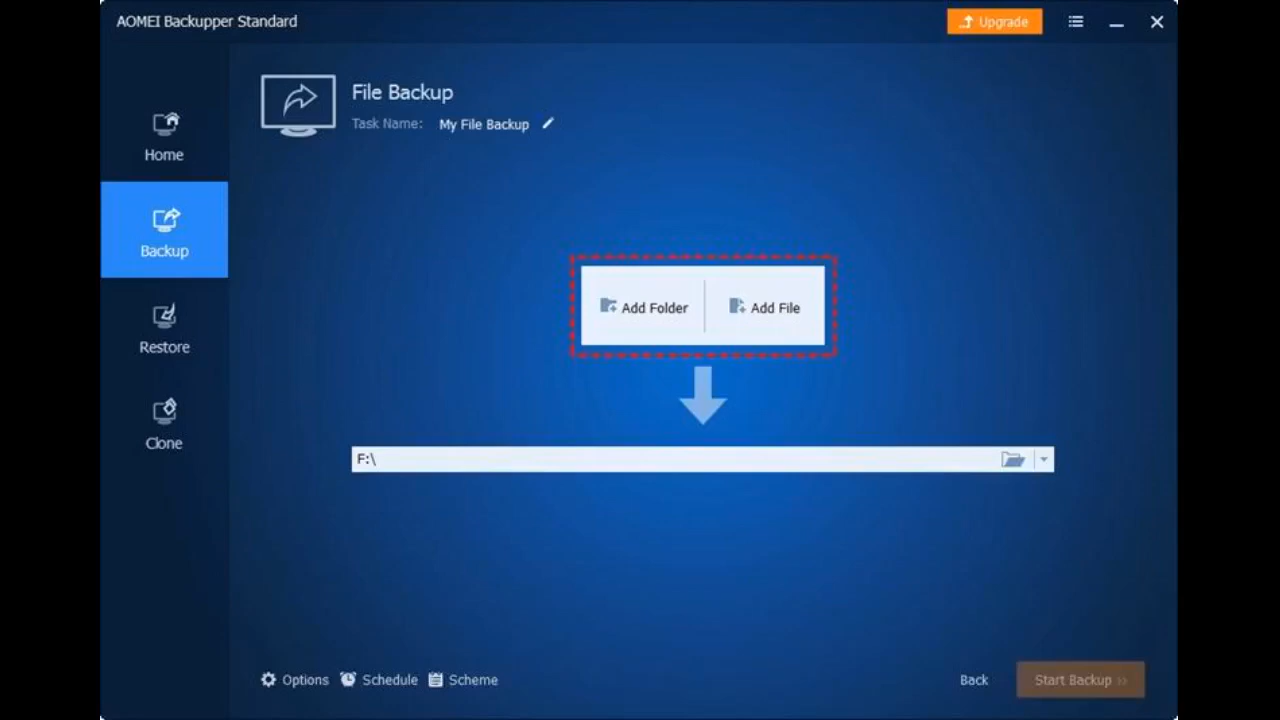 AOMEI Backupper Standard
Upgrade
File Backup
Task Name: My File Backup
Home
Backup
Restore
Clone
Add Folder
Add File
F:\
Options
Schedule
Scheme
Back
Start Backup »